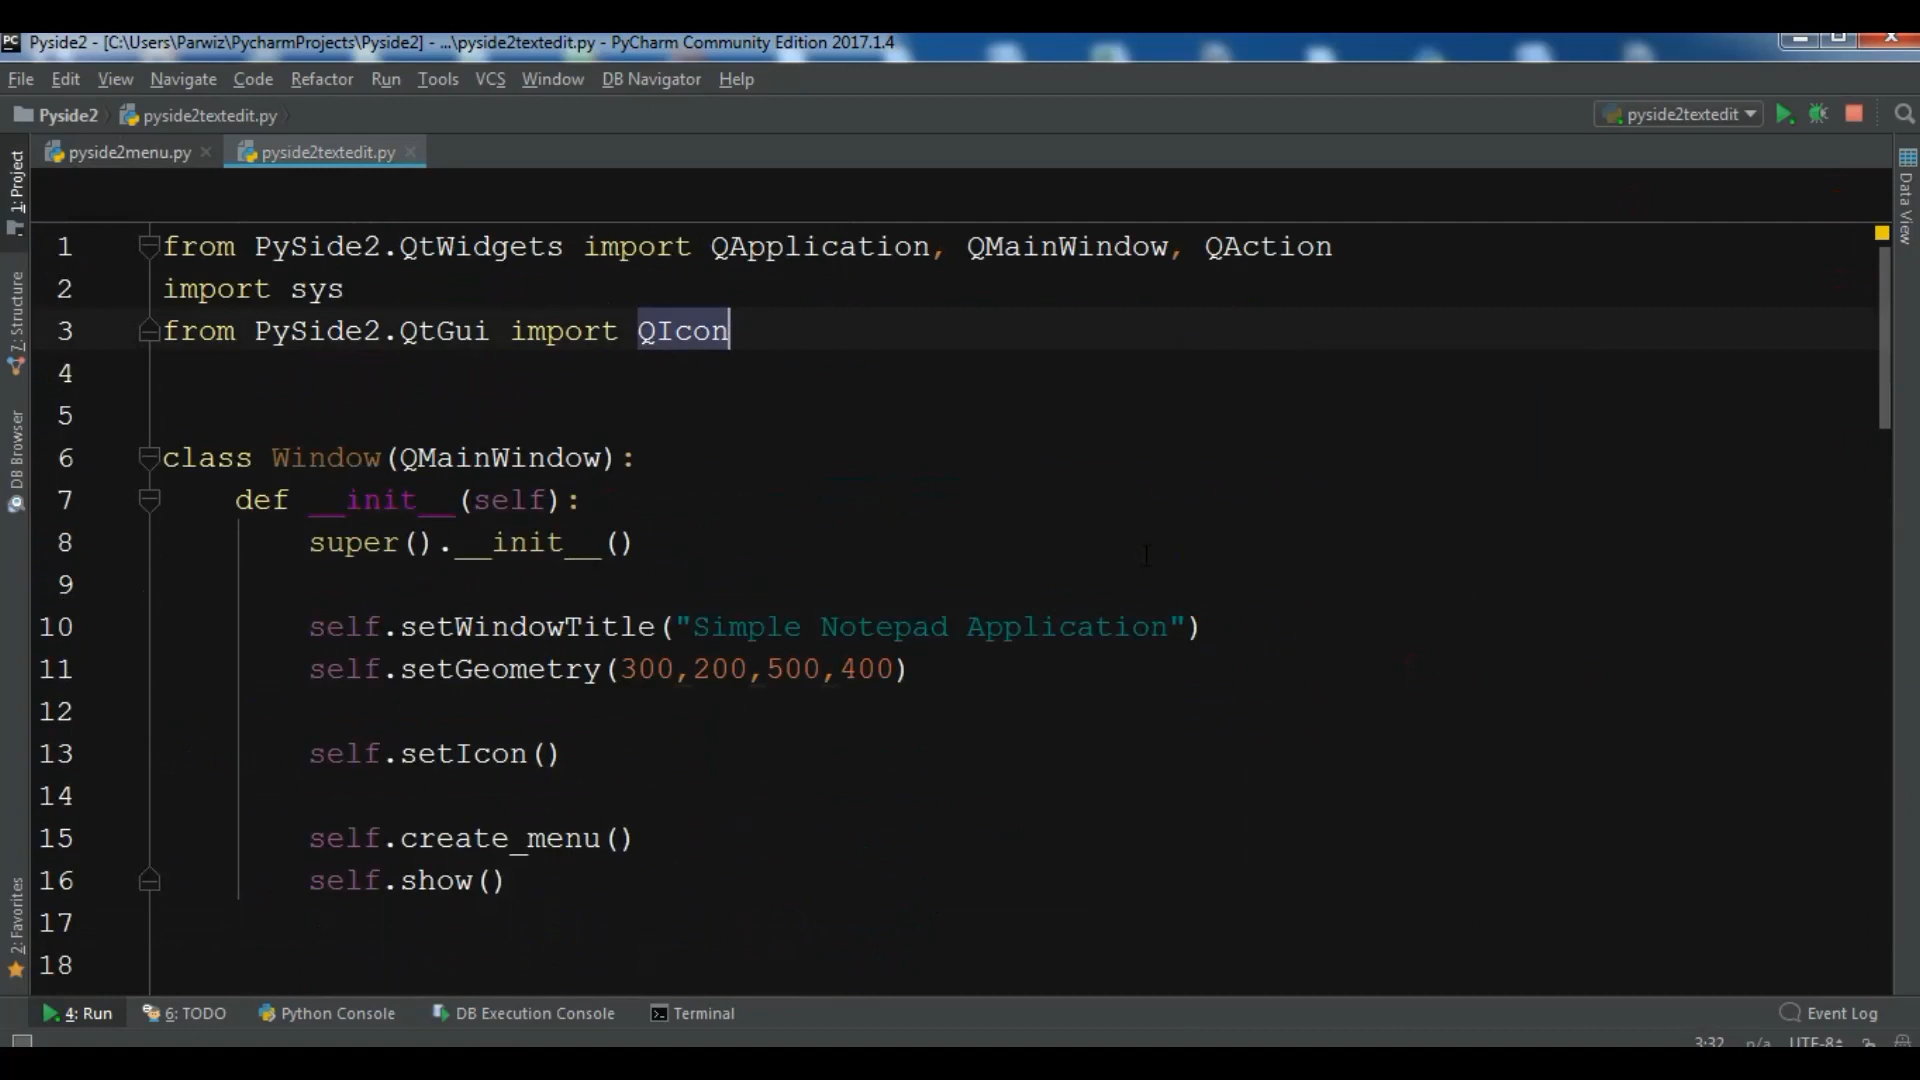 Pyside2 - [C:\Users\Parwiz\PycharmProjects\Pyside2] - ...\pyside2textedit.py - PyCharm Community Edition 2017.1.4
File Edit View Navigate Code Refactor Run Tools VCS Window DB Navigator Help
Pyside2 pyside2textedit.py pyside2textedit
pyside2menu.py pyside2textedit.py
1: Project
7: Structure
DB Browser
2: Favorites
Data View
1 from PySide2.QtWidgets import QApplication, QMainWindow, QAction
2 import sys
3 from PySide2.QtGui import QIcon
4
5
6 class Window(QMainWindow):
7 def __init__(self):
8 super().__init__()
9
10 self.setWindowTitle("Simple Notepad Application")
11 self.setGeometry(300,200,500,400)
12
13 self.setIcon()
14
15 self.create_menu()
16 self.show()
17
18
4: Run 6: TODO Python Console DB Execution Console Terminal Event Log
3:32 n/a UTF-8